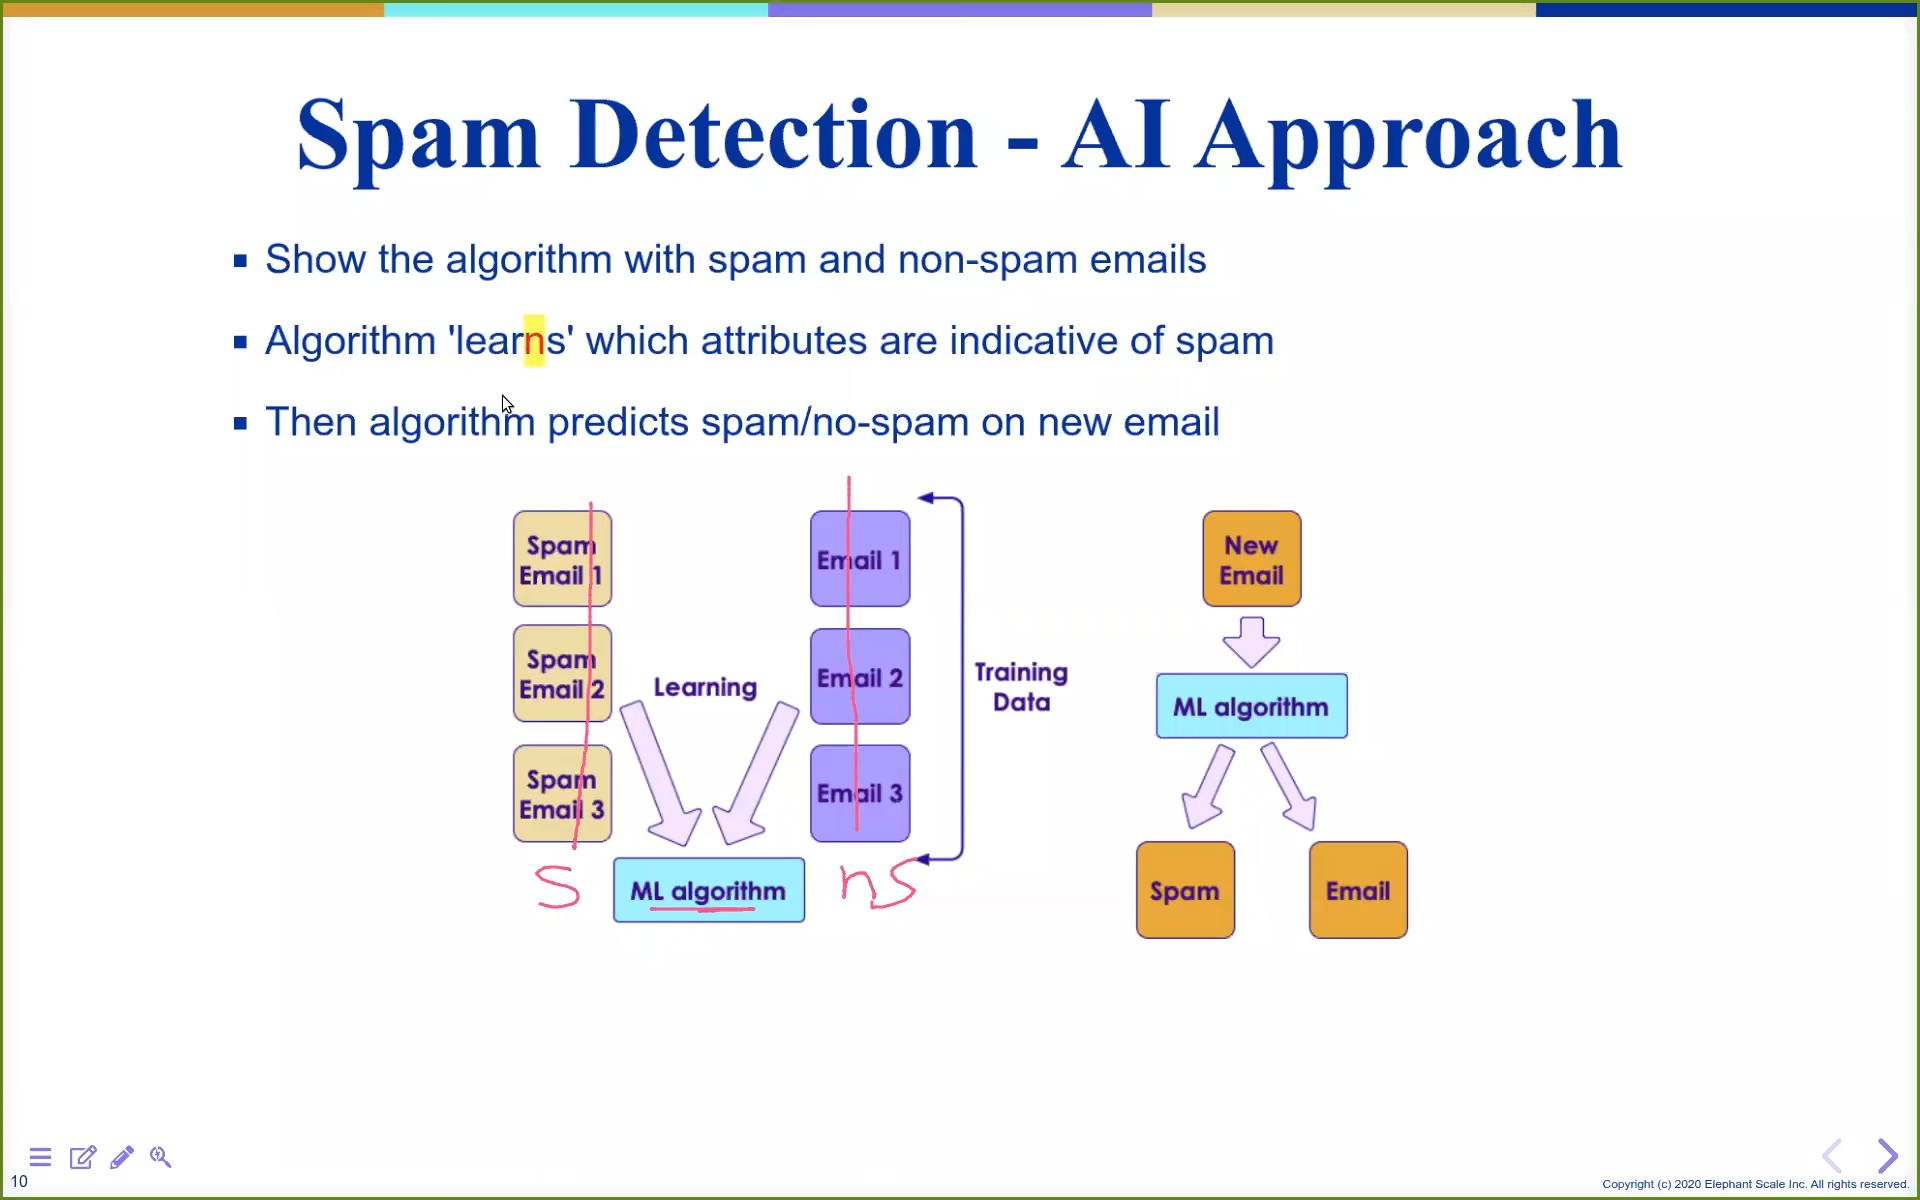 Spam Detection - AI Approach
Show the algorithm with spam and non-spam emails
Algorithm 'learns' which attributes are indicative of spam
Then algorithm predicts spam/no-spam on new email
Spam
Email 1
Spam
Email 2
Spam
Email 3
S
Learning
ML algorithm
Email 1
Email 2
Email 3
ns
Training
Data
New
Email
ML algorithm
Spam
Email
10
Copyright (c) 2020 Elephant Scale Inc. All rights reserved.